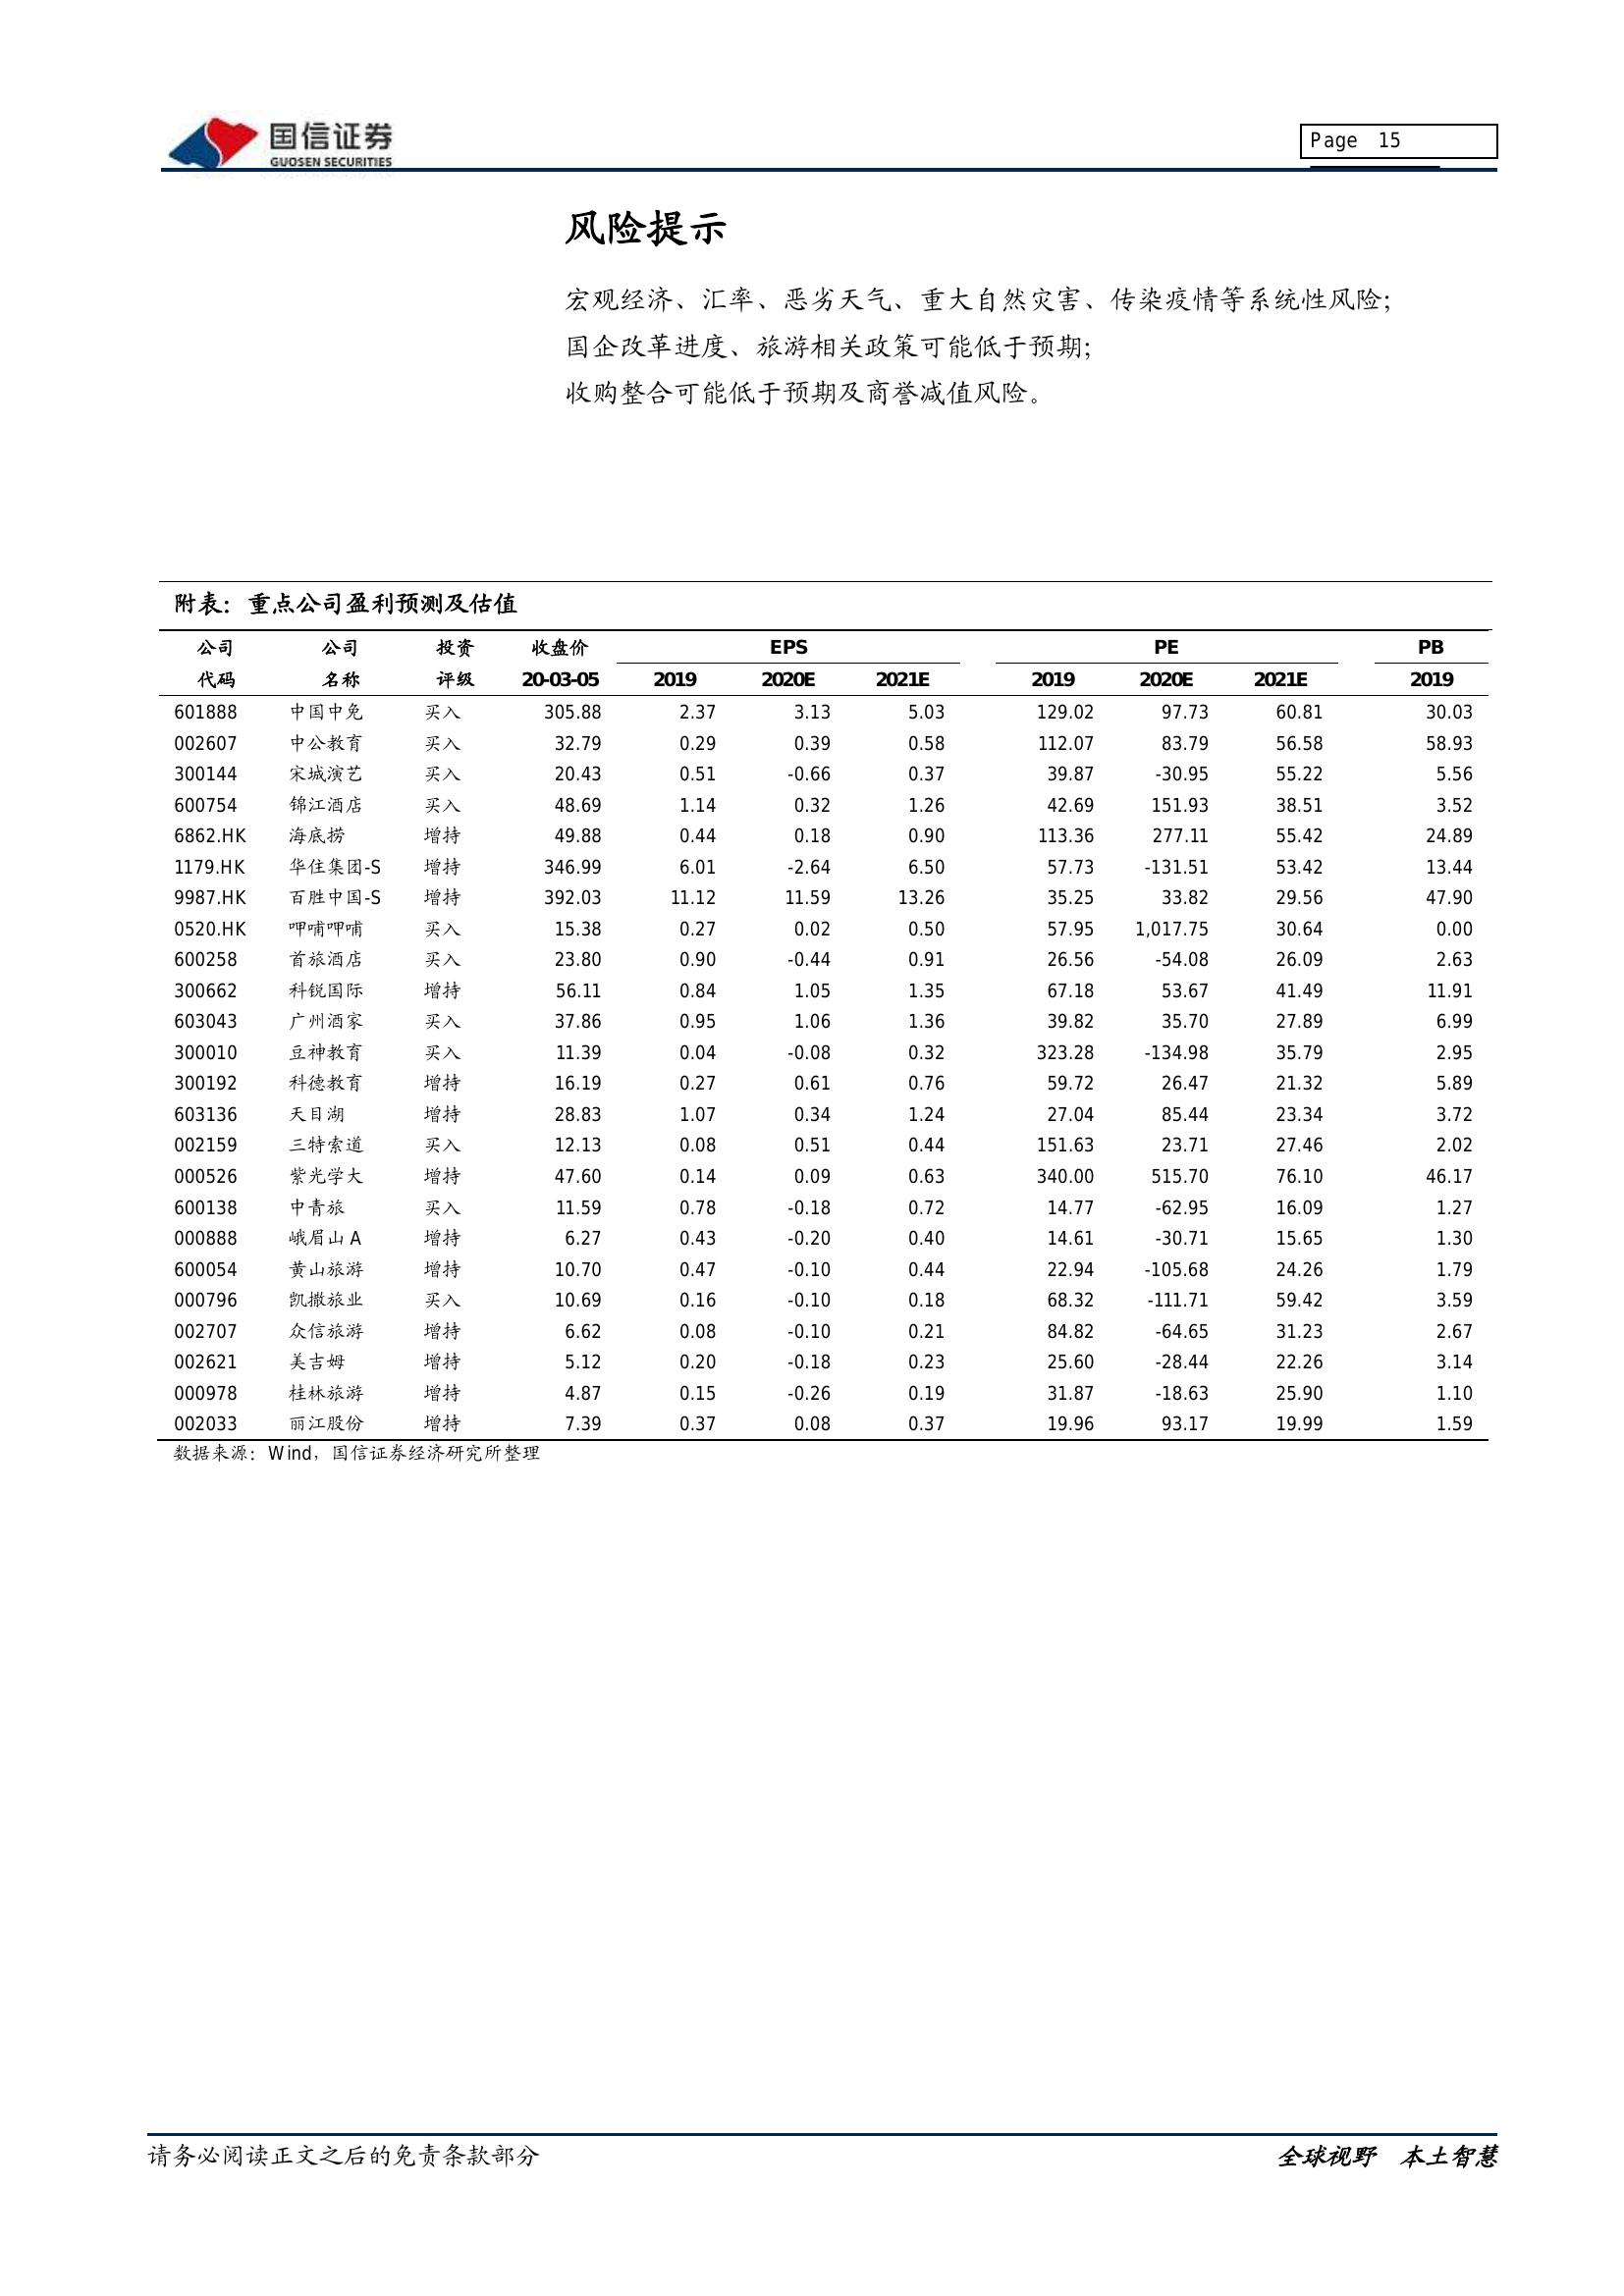 国信证券
GUOSEN SECURITIES
Page 15
风险提示
宏观经济、汇率、恶劣天气、重大自然灾害、传染疫情等系统性风险；
国企改革进度、旅游相关政策可能低于预期；
收购整合可能低于预期及商誉减值风险。
附表：重点公司盈利预测及估值
公司 公司 投资 收盘价 EPS PE PB
代码 名称 评级 20-03-05 2019 2020E 2021E 2019 2020E 2021E 2019
601888 中国中免 买入 305.88 2.37 3.13 5.03 129.02 97.73 60.81 30.03
002607 中公教育 买入 32.79 0.29 0.39 0.58 112.07 83.79 56.58 58.93
300144 宋城演艺 买入 20.43 0.51 -0.66 0.37 39.87 -30.95 55.22 5.56
600754 锦江酒店 买入 48.69 1.14 0.32 1.26 42.69 151.93 38.51 3.52
6862.HK 海底捞 增持 49.88 0.44 0.18 0.90 113.36 277.11 55.42 24.89
1179.HK 华住集团-S 增持 346.99 6.01 -2.64 6.50 57.73 -131.51 53.42 13.44
9987.HK 百胜中国-S 增持 392.03 11.12 11.59 13.26 35.25 33.82 29.56 47.90
0520.HK 呷哺呷哺 买入 15.38 0.27 0.02 0.50 57.95 1,017.75 30.64 0.00
600258 首旅酒店 买入 23.80 0.90 -0.44 0.91 26.56 -54.08 26.09 2.63
300662 科锐国际 增持 56.11 0.84 1.05 1.35 67.18 53.67 41.49 11.91
603043 广州酒家 买入 37.86 0.95 1.06 1.36 39.82 35.70 27.89 6.99
300010 豆神教育 买入 11.39 0.04 -0.08 0.32 323.28 -134.98 35.79 2.95
300192 科德教育 增持 16.19 0.27 0.61 0.76 59.72 26.47 21.32 5.89
603136 天目湖 增持 28.83 1.07 0.34 1.24 27.04 85.44 23.34 3.72
002159 三特索道 买入 12.13 0.08 0.51 0.44 151.63 23.71 27.46 2.02
000526 紫光学大 增持 47.60 0.14 0.09 0.63 340.00 515.70 76.10 46.17
600138 中青旅 买入 11.59 0.78 -0.18 0.72 14.77 -62.95 16.09 1.27
000888 峨眉山 A 增持 6.27 0.43 -0.20 0.40 14.61 -30.71 15.65 1.30
600054 黄山旅游 增持 10.70 0.47 -0.10 0.44 22.94 -105.68 24.26 1.79
000796 凯撒旅业 买入 10.69 0.16 -0.10 0.18 68.32 -111.71 59.42 3.59
002707 众信旅游 增持 6.62 0.08 -0.10 0.21 84.82 -64.65 31.23 2.67
002621 美吉姆 增持 5.12 0.20 -0.18 0.23 25.60 -28.44 22.26 3.14
000978 桂林旅游 增持 4.87 0.15 -0.26 0.19 31.87 -18.63 25.90 1.10
002033 丽江股份 增持 7.39 0.37 0.08 0.37 19.96 93.17 19.99 1.59
数据来源：Wind，国信证券经济研究所整理
请务必阅读正文之后的免责条款部分 全球视野 本土智慧